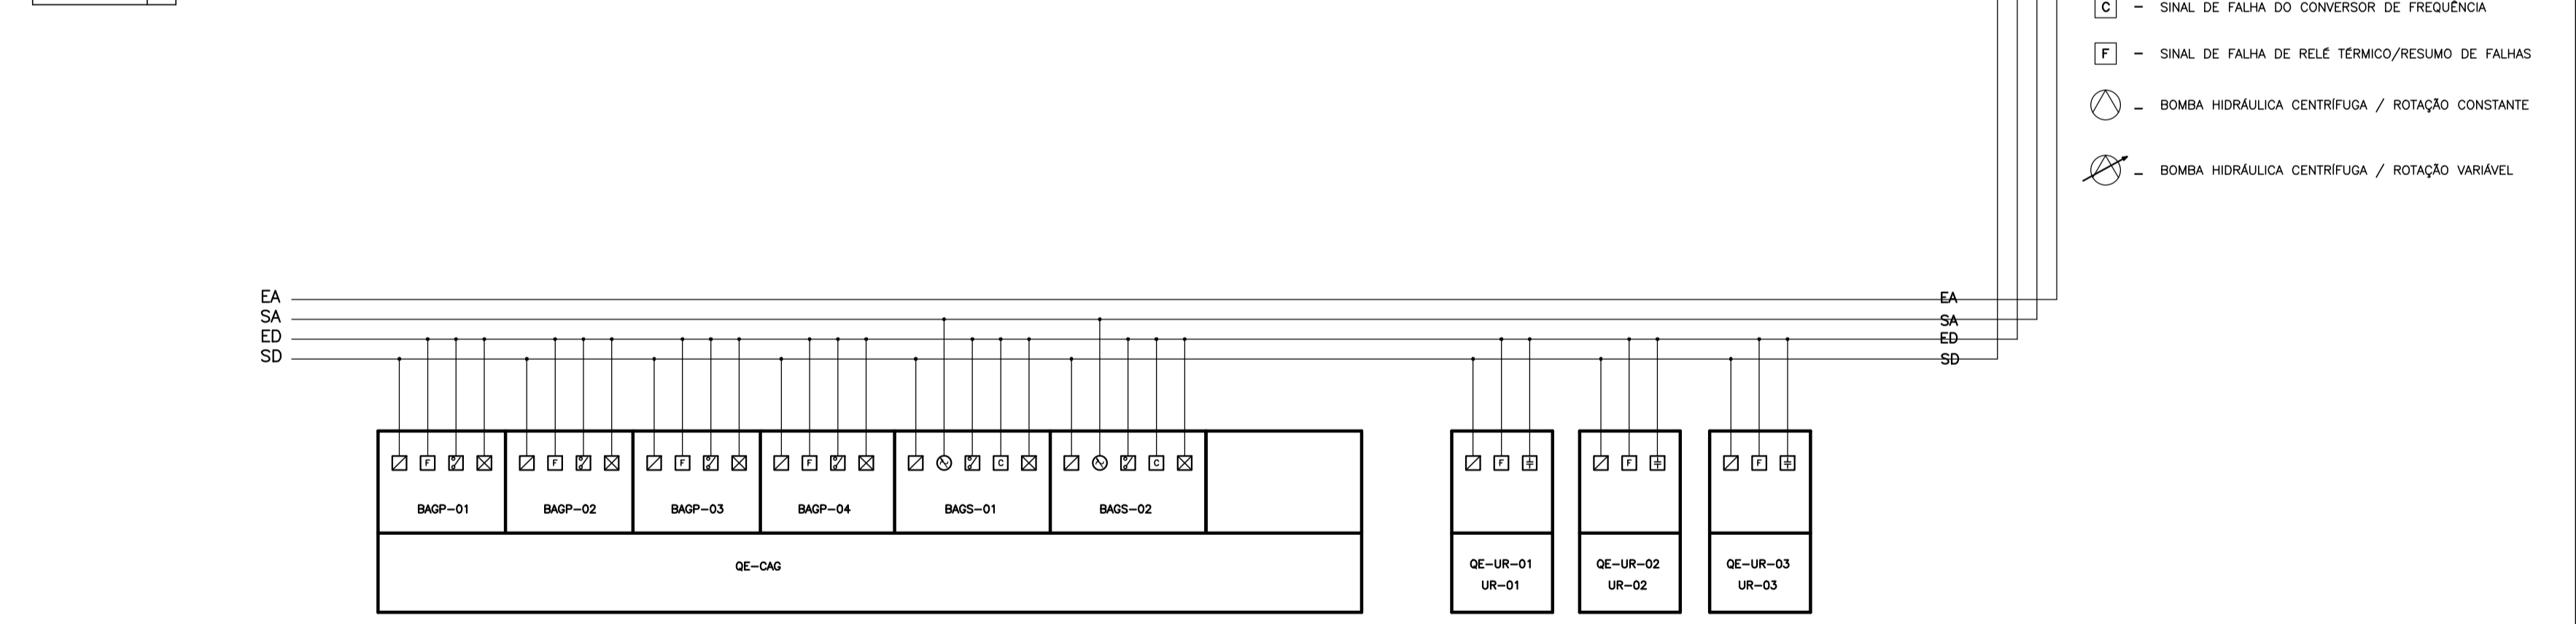 C – SINAL DE FALHA DO CONVERSOR DE FREQUÊNCIA
F – SINAL DE FALHA DE RELÉ TÉRMICO/RESUMO DE FALHAS
– BOMBA HIDRÁULICA CENTRÍFUGA / ROTAÇÃO CONSTANTE
– BOMBA HIDRÁULICA CENTRÍFUGA / ROTAÇÃO VARIÁVEL
EA EA
SA SA
ED ED
SD SD
F F F F C C F F F
BAGP-01 BAGP-02 BAGP-03 BAGP-04 BAGS-01 BAGS-02
QE-CAG
QE-UR-01 QE-UR-02 QE-UR-03
UR-01 UR-02 UR-03